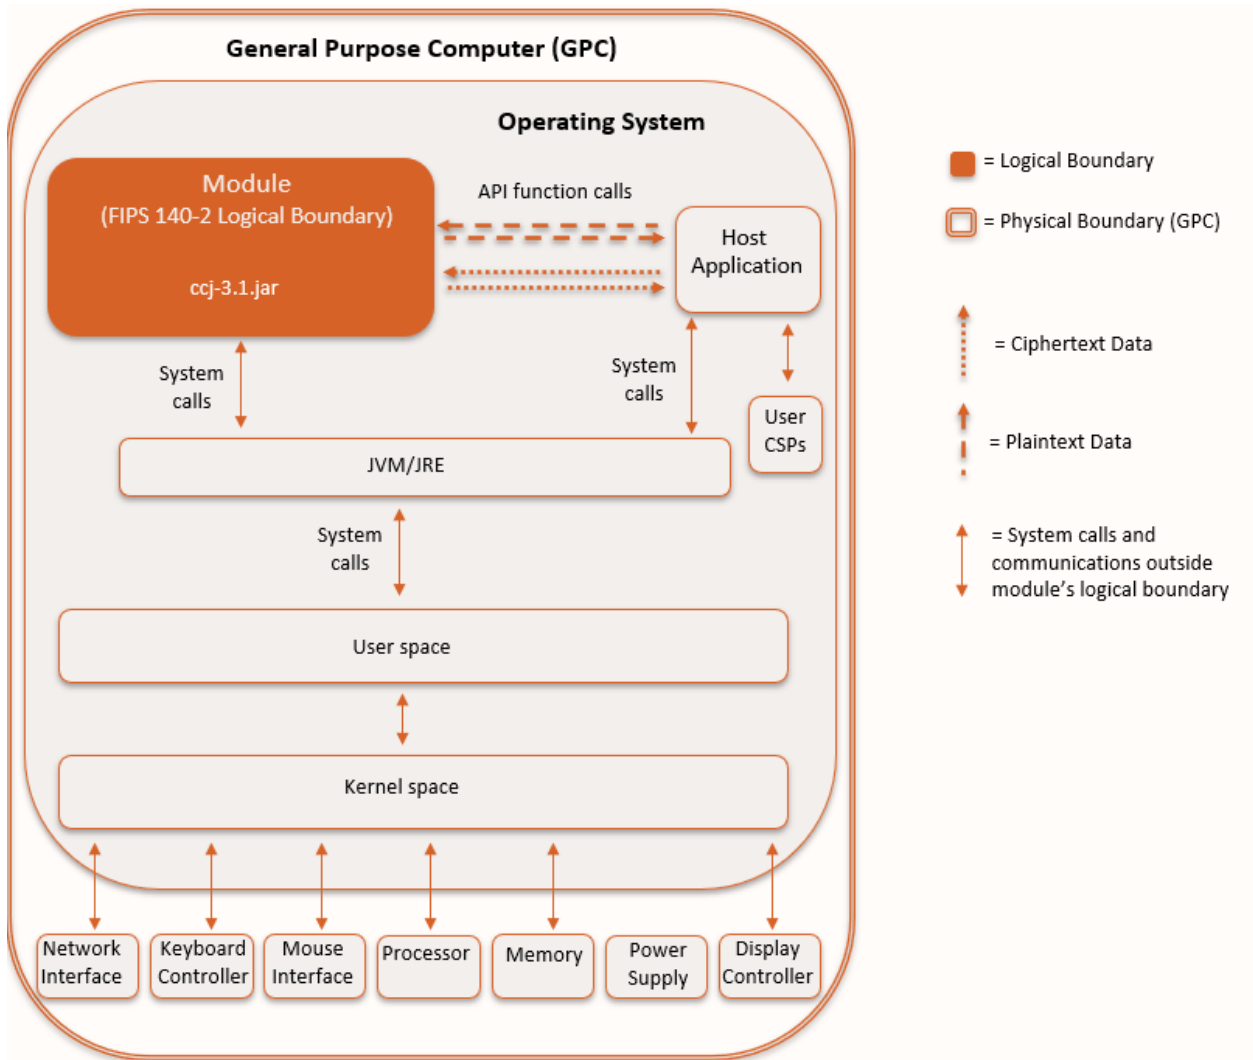 General Purpose Computer (GPC)
Operating System
Module
(FIPS 140-2 Logical Boundary)
ccj-3.1.jar
API function calls
Host
Application
System
calls
System
calls
User
CSPs
JVM/JRE
System
calls
User space
Kernel space
Network
Interface
Keyboard
Controller
Mouse
Interface
Processor
Memory
Power
Supply
Display
Controller
= Logical Boundary
= Physical Boundary (GPC)
= Ciphertext Data
= Plaintext Data
= System calls and
communications outside
module’s logical boundary